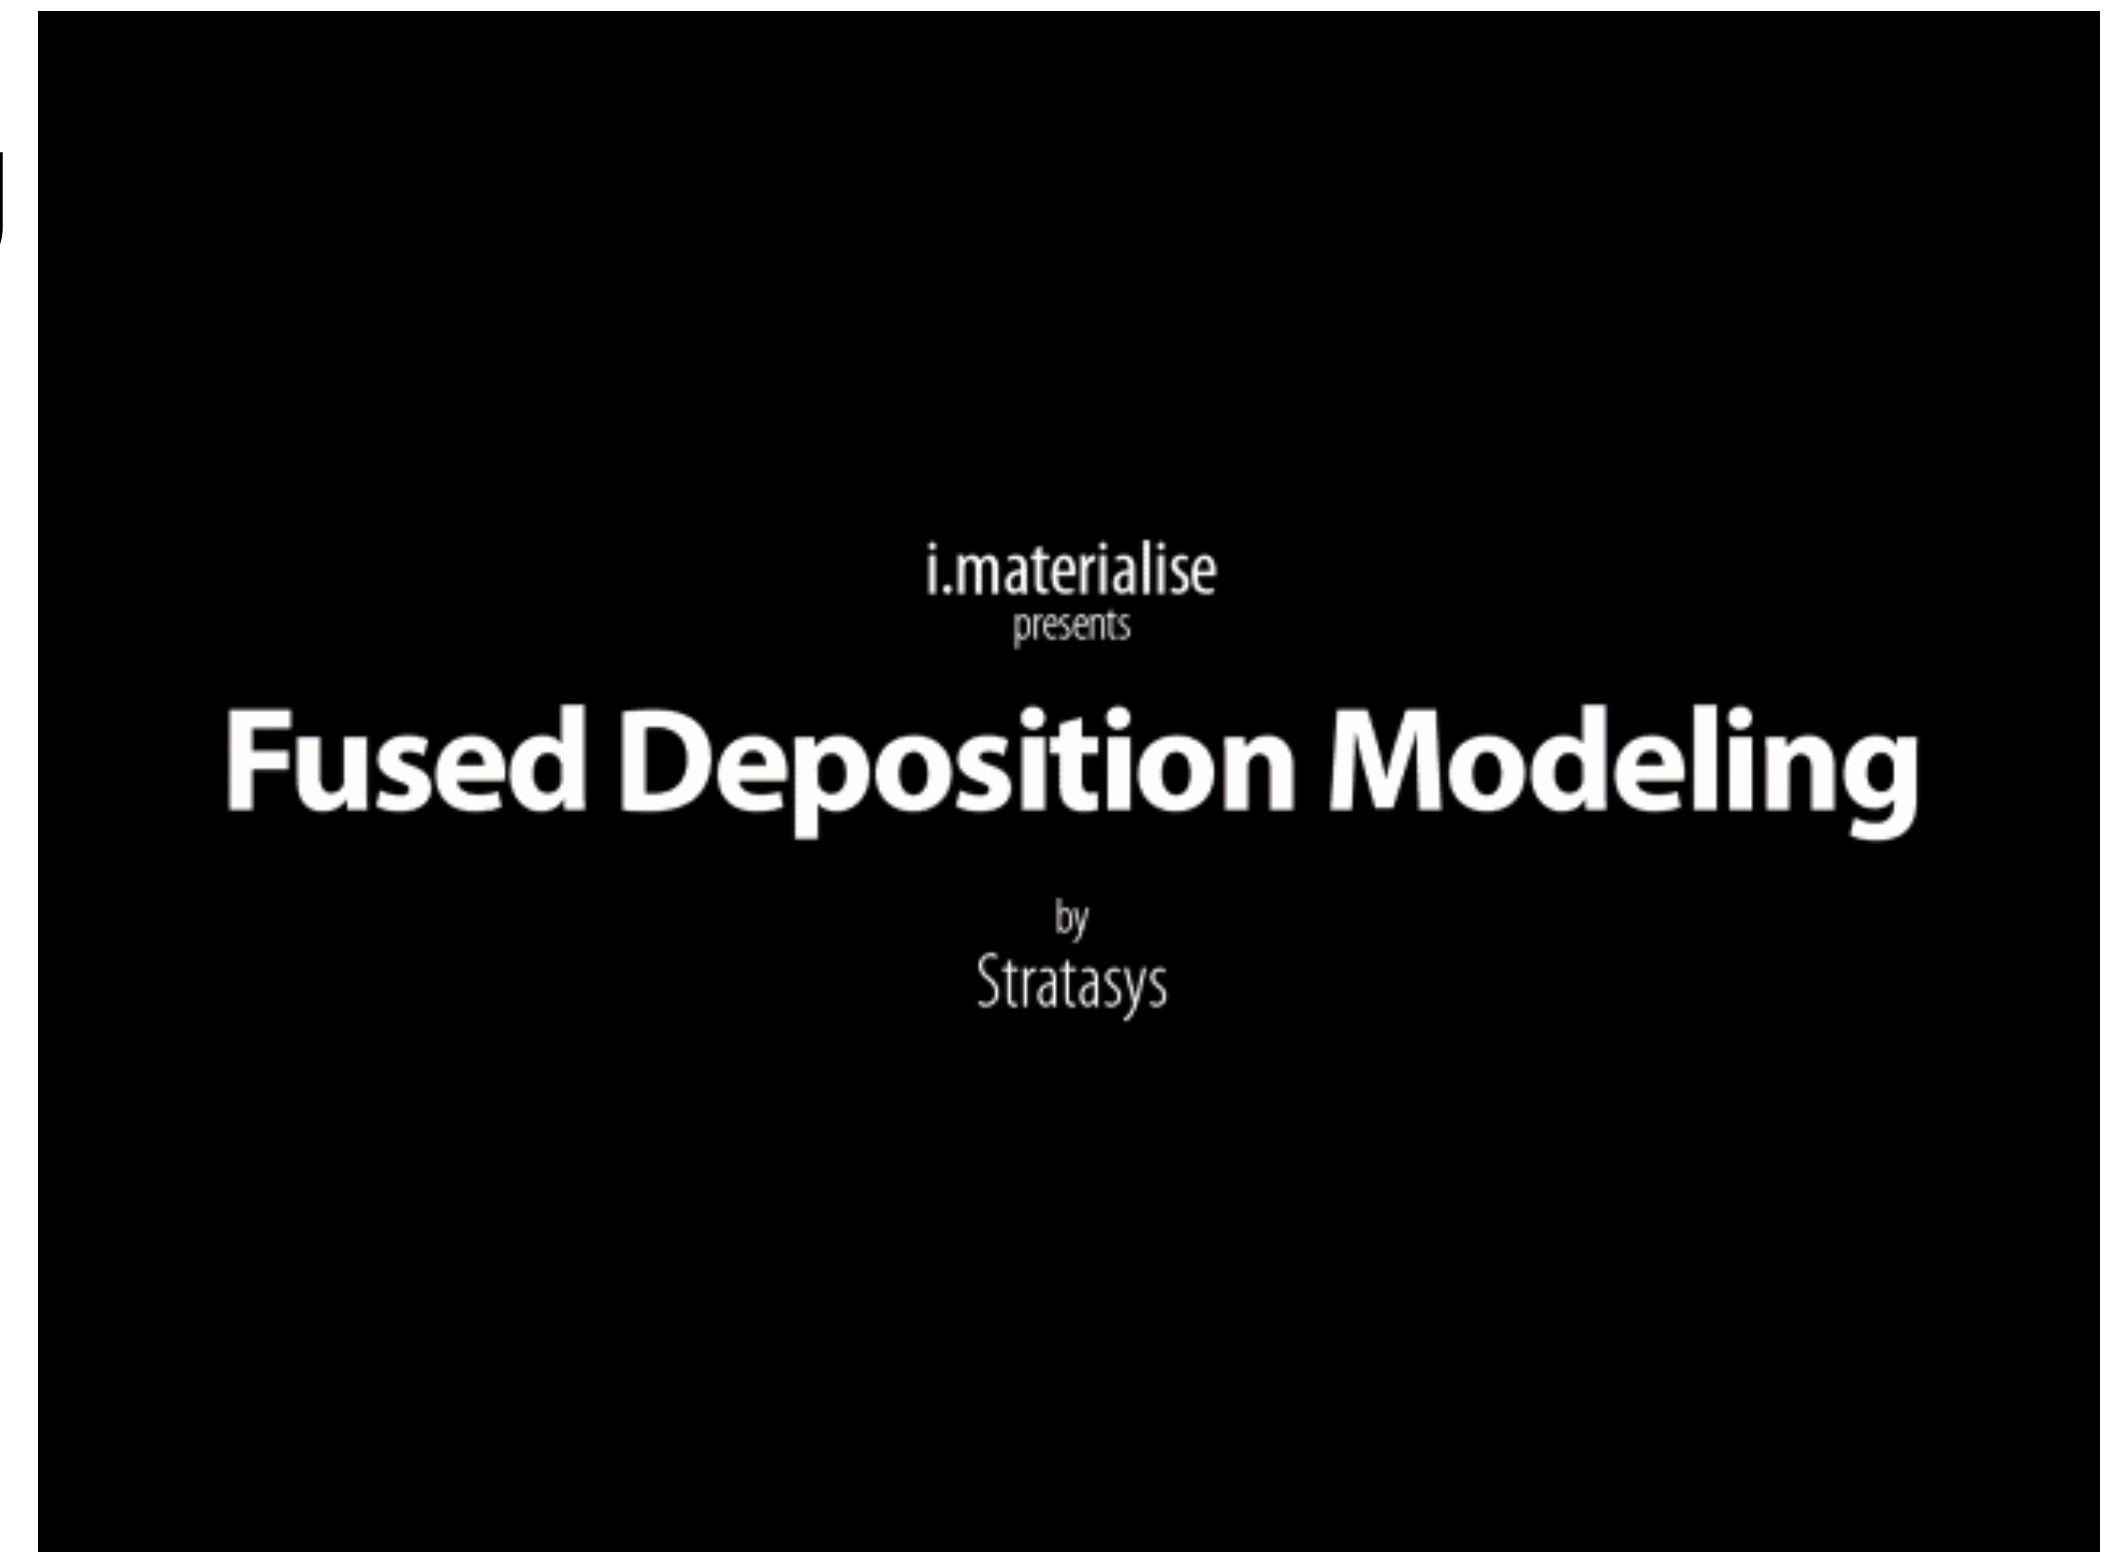 i.materialise
presents
Fused Deposition Modeling
by
Stratasys